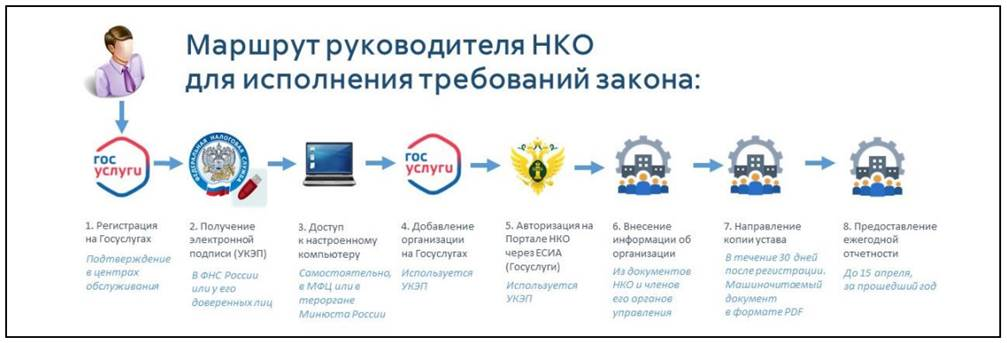 Маршрут руководителя НКО
для исполнения требований закона:
гос
услуги
ФЕДЕРАЛЬНАЯ НАЛОГОВАЯ СЛУЖБА
гос
услуги
1. Регистрация
на Госуслугах
Подтверждение
в центрах
обслуживания
2. Получение
электронной
подписи (УКЭП)
В ФНС России
или у его
доверенных лиц
3. Доступ
к настроенному
компьютеру
Самостоятельно,
в МФЦ или в
тероргане
Минюста России
4. Добавление
организации
на Госуслугах
Используется
УКЭП
5. Авторизация на
Портале НКО
через ЕСИА
(Госуслуги)
Используется
УКЭП
6. Внесение
информации об
организации
Из документов
НКО и членов
его органов
управления
7. Направление
копии устава
В течение 30 дней
после регистрации.
Машиночитаемый
документ
в формате PDF
8. Предоставление
ежегодной
отчетности
До 15 апреля,
за прошедший год